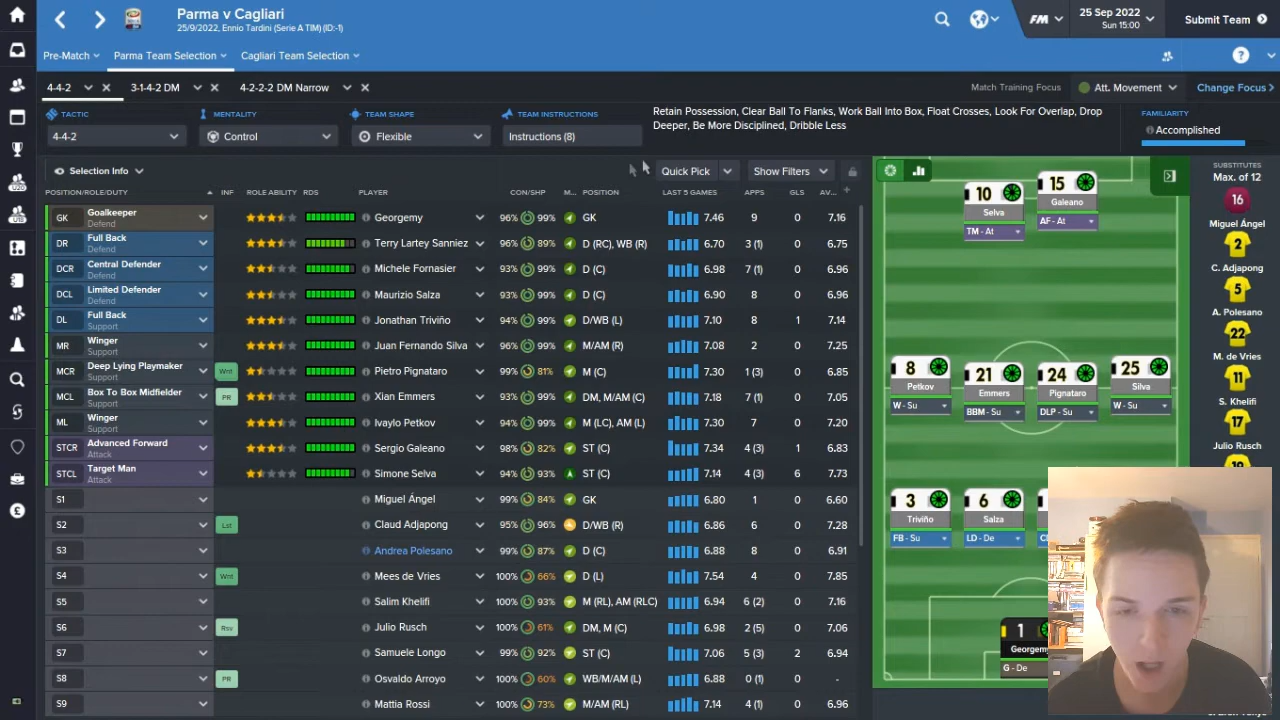 Parma v Cagliari
25/9/2022, Ennio Tardini (Serie A TIM) (ID:-1)
FM
25 Sep 2022
Sun 15:00
Submit Team
Pre-Match
Parma Team Selection
Cagliari Team Selection
4-4-2
3-1-4-2 DM
4-2-2-2 DM Narrow
Match Training Focus
Att. Movement
Change Focus
TACTIC
4-4-2
MENTALITY
Control
TEAM SHAPE
Flexible
TEAM INSTRUCTIONS
Instructions (8)
Retain Possession, Clear Ball To Flanks, Work Ball Into Box, Float Crosses, Look For Overlap, Drop
Deeper, Be More Disciplined, Dribble Less
FAMILIARITY
Accomplished
Selection Info
Quick Pick
Show Filters
POSITION/ROLE/DUTY INF ROLE ABILITY RDS PLAYER CON/SHP M... POSITION LAST 5 GAMES APPS GLS AV...
GK Goalkeeper Defend Georgemy 96% 99% GK 7.46 9 0 7.16
DR Full Back Defend Terry Lartey Sanniez 96% 89% D (RC), WB (R) 6.70 3 (1) 0 6.75
DCR Central Defender Defend Michele Fornasier 93% 99% D (C) 6.98 7 (1) 0 6.96
DCL Limited Defender Defend Maurizio Salza 93% 99% D (C) 6.90 8 0 6.96
DL Full Back Support Jonathan Triviño 94% 99% D/WB (L) 7.10 8 1 7.14
MR Winger Support Juan Fernando Silva 96% 99% M/AM (R) 7.08 2 0 7.25
MCR Deep Lying Playmaker Support Wnt Pietro Pignataro 99% 81% M (C) 7.30 1 (3) 0 6.85
MCL Box To Box Midfielder Support PR Xian Emmers 99% 93% DM, M/AM (C) 7.18 7 (1) 0 7.05
ML Winger Support Ivaylo Petkov 94% 99% M (LC), AM (L) 7.30 7 0 7.20
STCR Advanced Forward Attack Sergio Galeano 98% 82% ST (C) 7.34 4 (3) 1 6.83
STCL Target Man Attack Simone Selva 94% 93% ST (C) 7.14 4 (3) 6 7.73
S1 Miguel Ángel 99% 84% GK 6.80 1 0 6.60
S2 Lst Claud Adjapong 95% 96% D/WB (R) 6.86 6 0 7.28
S3 Andrea Polesano 99% 87% D (C) 6.88 8 0 6.91
S4 Wnt Mees de Vries 100% 66% D (L) 7.54 4 0 7.85
S5 Salim Khelifi 100% 93% M (RL), AM (RLC) 6.94 6 (2) 0 7.16
S6 Rsv Julio Rusch 100% 61% DM, M (C) 6.98 2 (5) 0 7.06
S7 Samuele Longo 99% 92% ST (C) 7.06 5 (3) 2 6.94
S8 PR Osvaldo Arroyo 100% 60% WB/M/AM (L) 6.88 0 (1) 0 -
S9 Mattia Rossi 100% 73% M/AM (RL) 7.14 4 (1) 0 6.96
10
Selva
TM - At
15
Galeano
AF - At
8
Petkov
W - Su
21
Emmers
BBM - Su
24
Pignataro
DLP - Su
25
Silva
W - Su
3
Triviño
FB - Su
6
Salza
LD - De
1
Georgemy
G - De
SUBSTITUTES
Max. of 12
16
Miguel Ángel
2
C. Adjapong
5
A. Polesano
22
M. de Vries
11
S. Khelifi
17
Julio Rusch